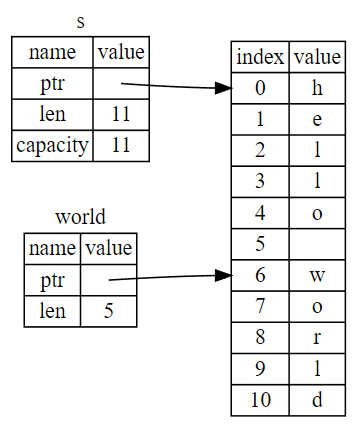 s
name value
ptr
len 11
capacity 11
world
name value
ptr
len 5
index value
0 h
1 e
2 l
3 l
4 o
5
6 w
7 o
8 r
9 l
10 d